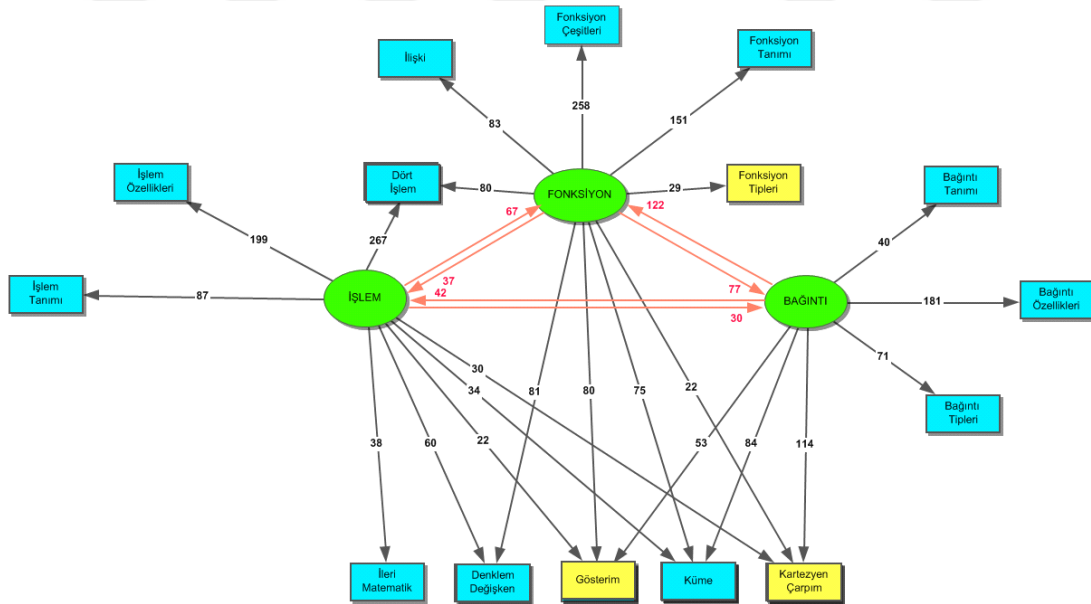 Fonksiyon
Çeşitleri
Fonksiyon
Tanımı
İlişki
258
83
151
İşlem
Özellikleri
Dört
İşlem
80
FONKSİYON
29
Fonksiyon
Tipleri
Bağıntı
Tanımı
67
122
199
267
40
İşlem
Tanımı
87
İŞLEM
37
42
77
30
BAĞINTI
181
Bağıntı
Özellikleri
71
30
34
81
80
75
22
Bağıntı
Tipleri
38
60
22
53
84
114
İleri
Matematik
Denklem
Değişken
Gösterim
Küme
Kartezyen
Çarpım